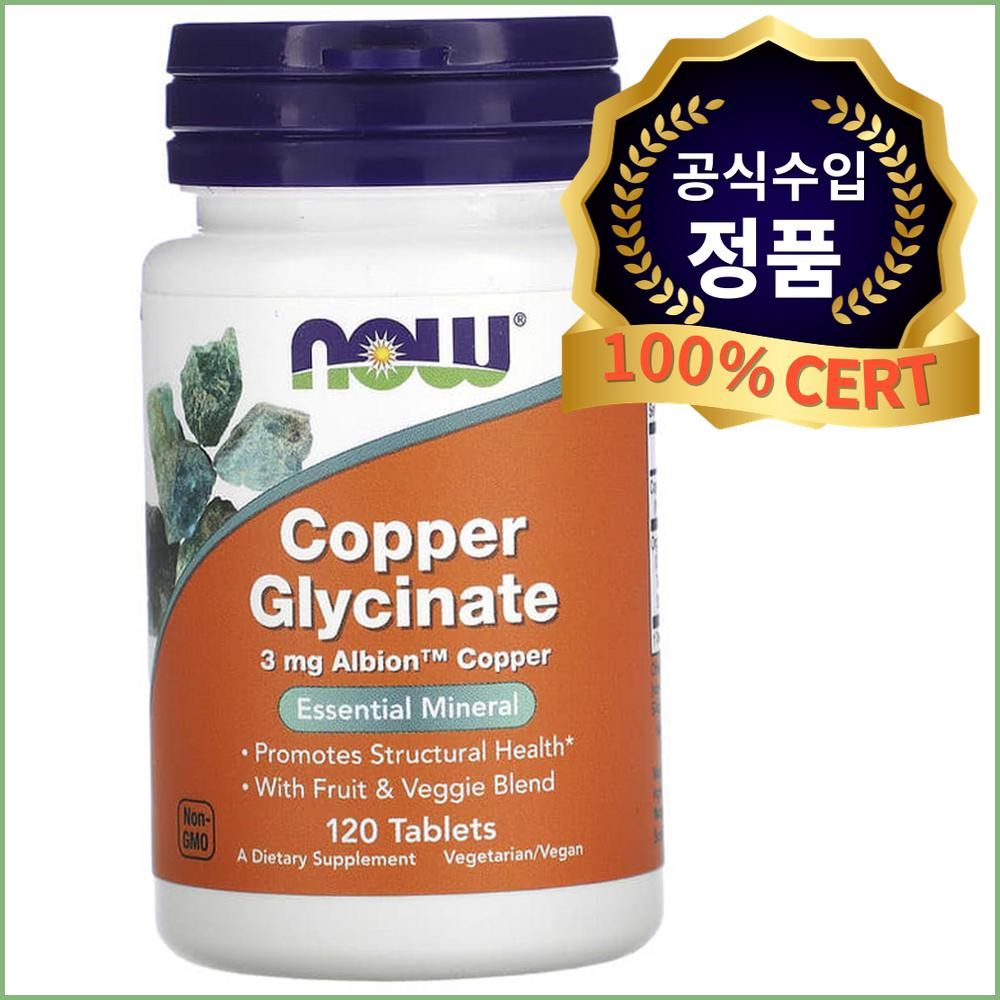 공식수입
정품
100% CERT
NOW®
Copper
Glycinate
3 mg Albion™ Copper
Essential Mineral
• Promotes Structural Health*
• With Fruit & Veggie Blend
120 Tablets
Non-
GMO
A Dietary Supplement Vegetarian/Vegan